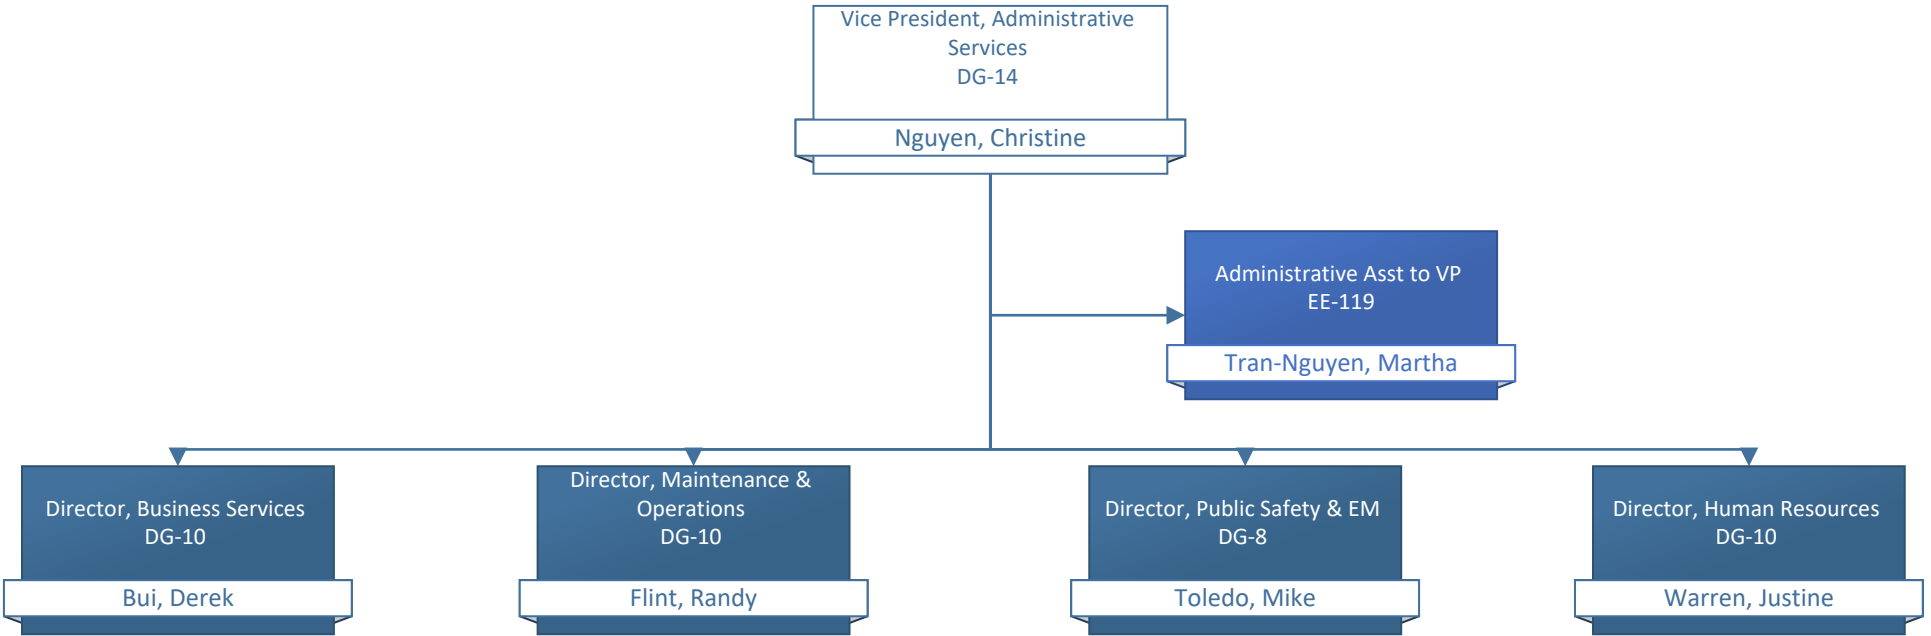 Vice President, Administrative
Services
DG-14
Nguyen, Christine
Administrative Asst to VP
EE-119
Tran-Nguyen, Martha
Director, Business Services
DG-10
Bui, Derek
Director, Maintenance &
Operations
DG-10
Flint, Randy
Director, Public Safety & EM
DG-8
Toledo, Mike
Director, Human Resources
DG-10
Warren, Justine